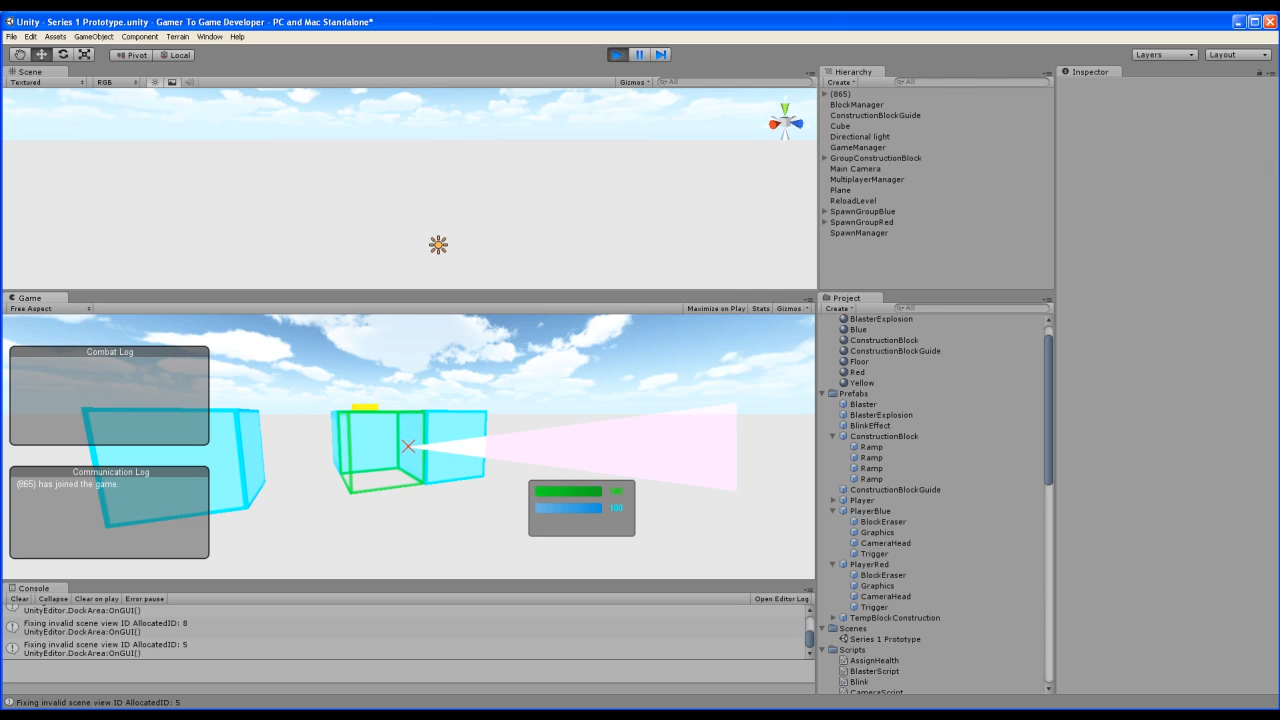 Unity - Series 1 Prototype.unity - Gamer To Game Developer - PC and Mac Standalone*
File Edit Assets GameObject Component Terrain Window Help
Pivot Local Layers Layout
Scene
Textured RGB Gizmos All
Hierarchy
Create All
(865)
BlockManager
ConstructionBlockGuide
Cube
Directional light
GameManager
GroupConstructionBlock
Main Camera
MultiplayerManager
Plane
ReloadLevel
SpawnGroupBlue
SpawnGroupRed
SpawnManager
Inspector
Game
Free Aspect Maximize on Play Stats Gizmos
Combat Log
Communication Log
(865) has joined the game.
100
Project
Create All
BlasterExplosion
Blue
ConstructionBlock
ConstructionBlockGuide
Floor
Red
Yellow
Prefabs
Blaster
BlasterExplosion
BlinkEffect
ConstructionBlock
Ramp
Ramp
Ramp
Ramp
ConstructionBlockGuide
Player
PlayerBlue
BlockEraser
Graphics
CameraHead
Trigger
PlayerRed
BlockEraser
Graphics
CameraHead
Trigger
TempBlockConstruction
Scenes
Series 1 Prototype
Scripts
AssignHealth
BlasterScript
Blink
CameraScript
Console
Clear Collapse Clear on play Error pause Open Editor Log
UnityEditor.DockArea:OnGUI()
Fixing invalid scene view ID AllocatedID: 8
UnityEditor.DockArea:OnGUI()
Fixing invalid scene view ID AllocatedID: 5
UnityEditor.DockArea:OnGUI()
Fixing invalid scene view ID AllocatedID: 5